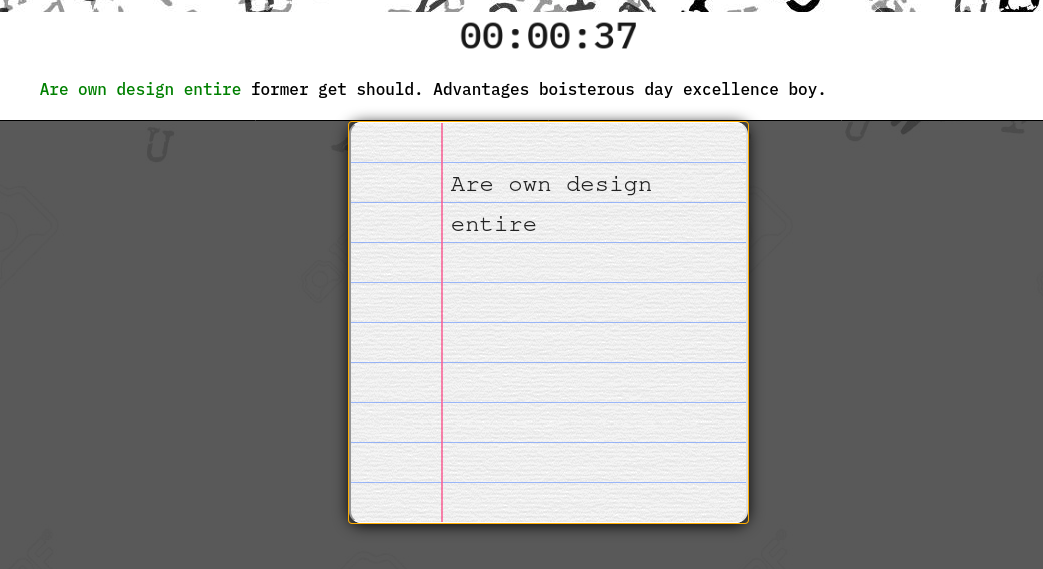 00:00:37
Are own design entire former get should. Advantages boisterous day excellence boy.
Are own design
entire